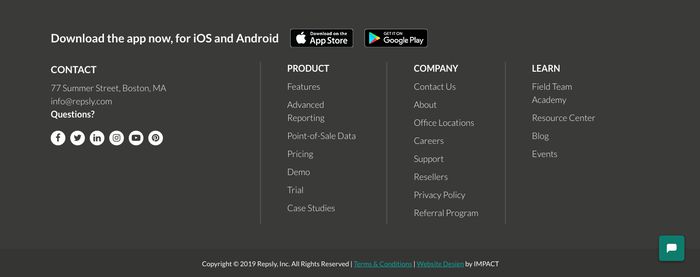 Download the app now, for iOS and Android
Download on the
App Store
GET IT ON
Google Play
CONTACT
77 Summer Street, Boston, MA
info@repsly.com
Questions?
PRODUCT
Features
Advanced
Reporting
Point-of-Sale Data
Pricing
Demo
Trial
Case Studies
COMPANY
Contact Us
About
Office Locations
Careers
Support
Resellers
Privacy Policy
Referral Program
LEARN
Field Team
Academy
Resource Center
Blog
Events
Copyright © 2019 Repsly, Inc. All Rights Reserved | Terms & Conditions | Website Design by IMPACT